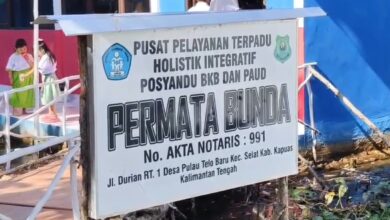 PUSAT PELAYANAN TERPADU
HOLISTIK INTEGRATIF
POSYANDU BKB DAN PAUD
PERMATA BUNDA
No. AKTA NOTARIS : 991
Jl. Durian RT. 1 Desa Pulau Telo Baru Kec. Selat Kab. Kapuas
Kalimantan Tengah